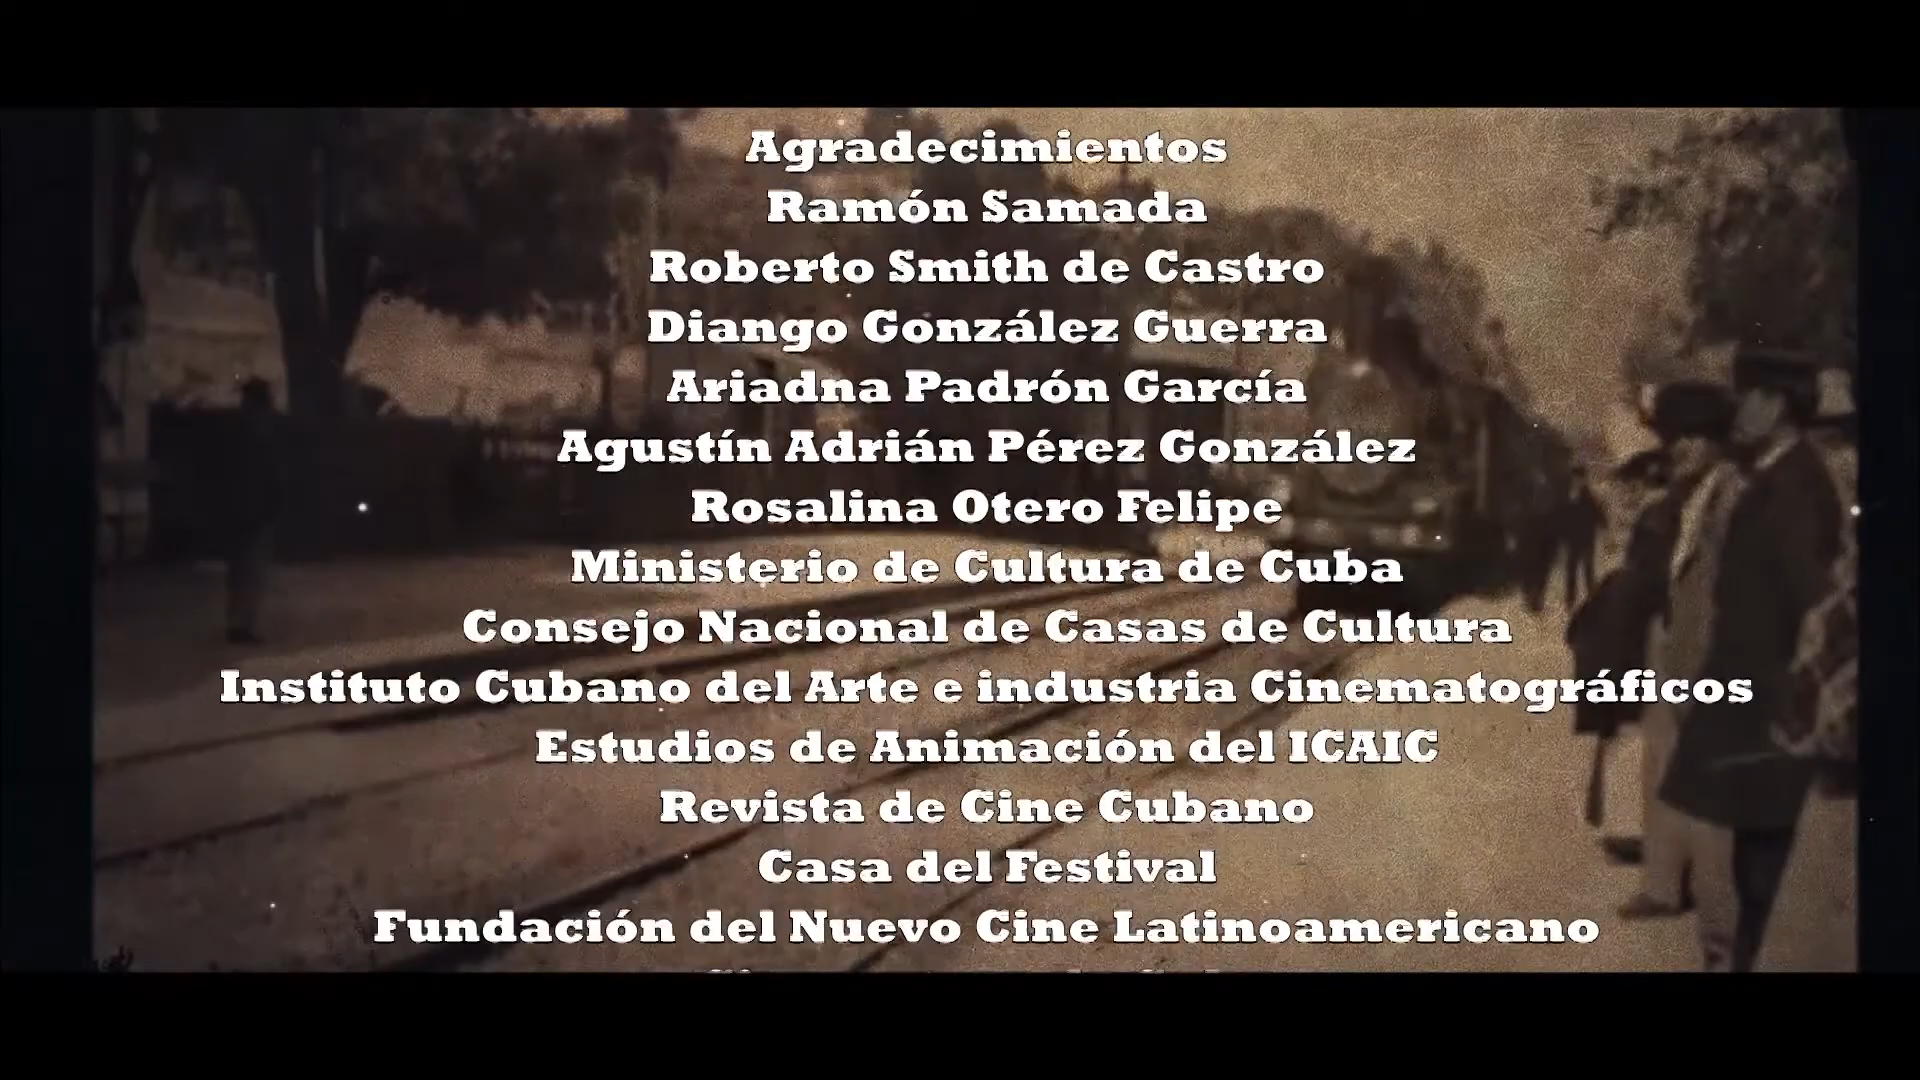 Agradecimientos
Ramón Samada
Roberto Smith de Castro
Diango González Guerra
Ariadna Padrón García
Agustín Adrián Pérez González
Rosalina Otero Felipe
Ministerio de Cultura de Cuba
Consejo Nacional de Casas de Cultura
Instituto Cubano del Arte e industria Cinematográficos
Estudios de Animación del ICAIC
Revista de Cine Cubano
Casa del Festival
Fundación del Nuevo Cine Latinoamericano